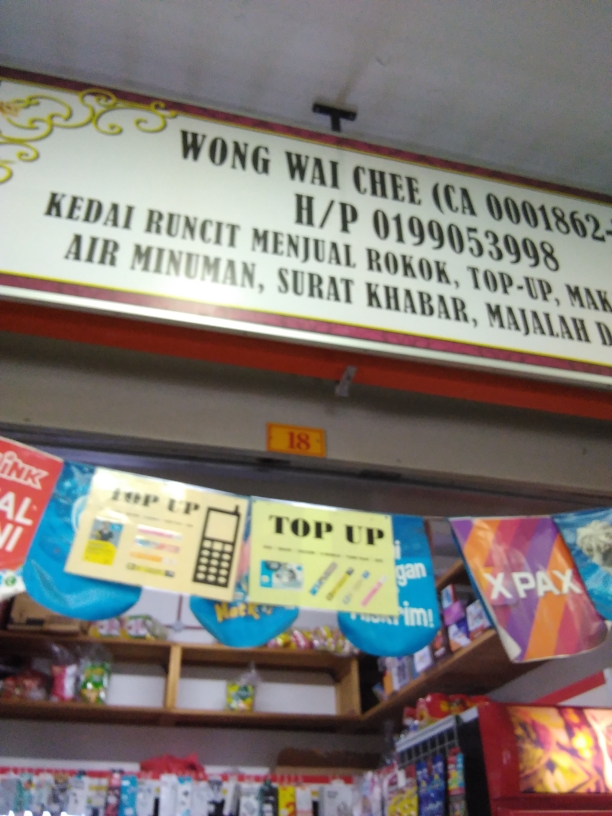 WONG WAI CHEE (CA 0001862-
H/P 0199053998
KEDAI RUNCIT MENJUAL ROKOK, TOP-UP, MAK
AIR MINUMAN, SURAT KHABAR, MAJALAH D
18
TOP UP
TOP UP
XPAX